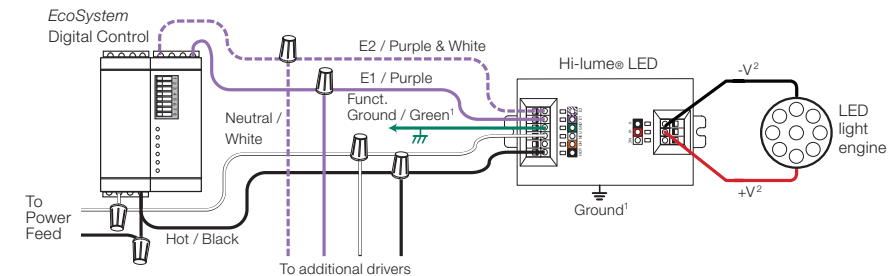 EcoSystem
Digital Control
E2 / Purple & White
E1 / Purple
Funct.
Ground / Green¹
Neutral /
White
Hi-lume® LED
-V²
LED
light
engine
+V²
Ground¹
To
Power
Feed
Hot / Black
To additional drivers